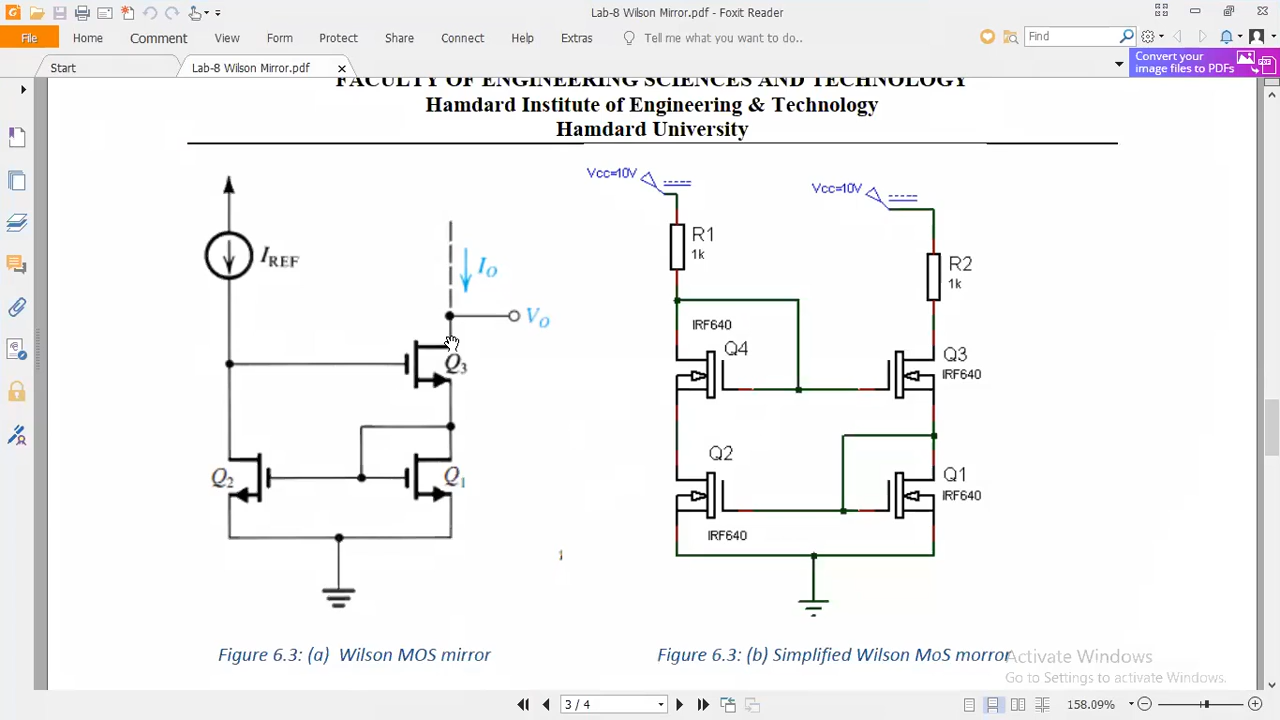 Lab-8 Wilson Mirror.pdf - Foxit Reader
File Home Comment View Form Protect Share Connect Help Extras Tell me what you want to do.. Find
Start Lab-8 Wilson Mirror.pdf
Convert your
image files to PDFs
FACULTY OF ENGINEERING SCIENCES AND TECHNOLOGY
Hamdard Institute of Engineering & Technology
Hamdard University
Vcc=10V
Vcc=10V
R1
1k
I_REF
I_O
R2
1k
V_O
IRF640
Q4
Q3
IRF640
Q3
Q2
Q1
Q2
Q1
IRF640
IRF640
1
Figure 6.3: (a) Wilson MOS mirror
Figure 6.3: (b) Simplified Wilson MoS morror
Activate Windows
Go to Settings to activate Windows.
3 / 4
158.09%